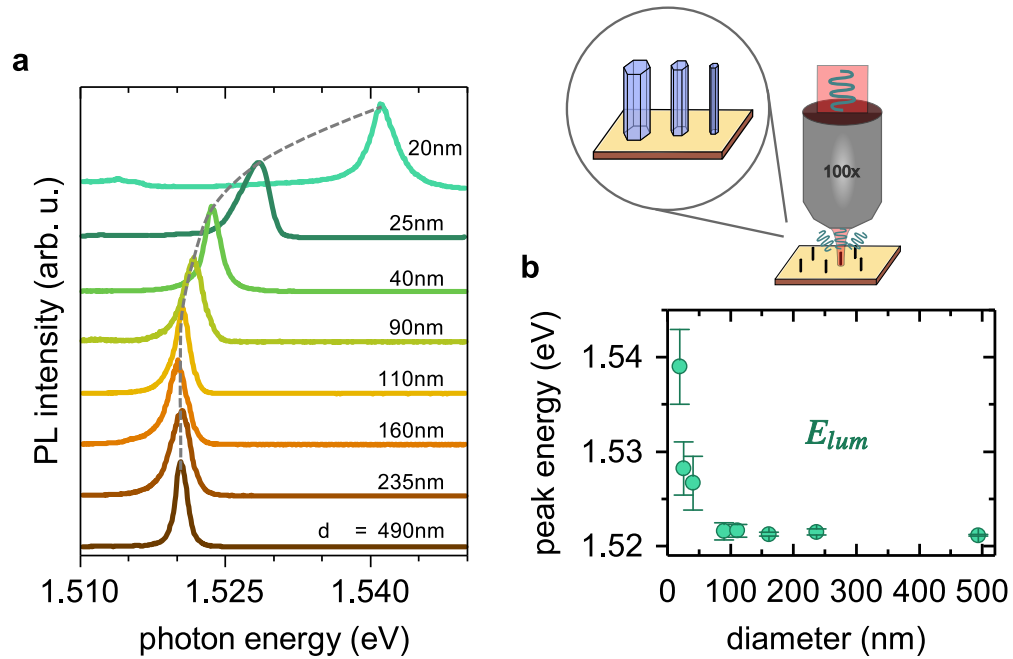 a
20nm
25nm
40nm
90nm
110nm
160nm
235nm
d = 490nm
PL intensity (arb. u.)
1.510 1.525 1.540
photon energy (eV)
100x
b
1.54
1.53
1.52
peak energy (eV)
E_lum
0 100 200 300 400 500
diameter (nm)